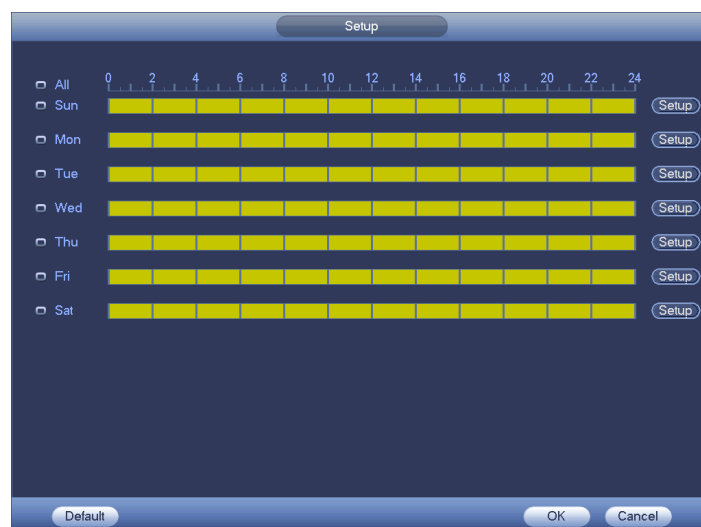 Setup
All 0 2 4 6 8 10 12 14 16 18 20 22 24
Sun Setup
Mon Setup
Tue Setup
Wed Setup
Thu Setup
Fri Setup
Sat Setup
Default OK Cancel